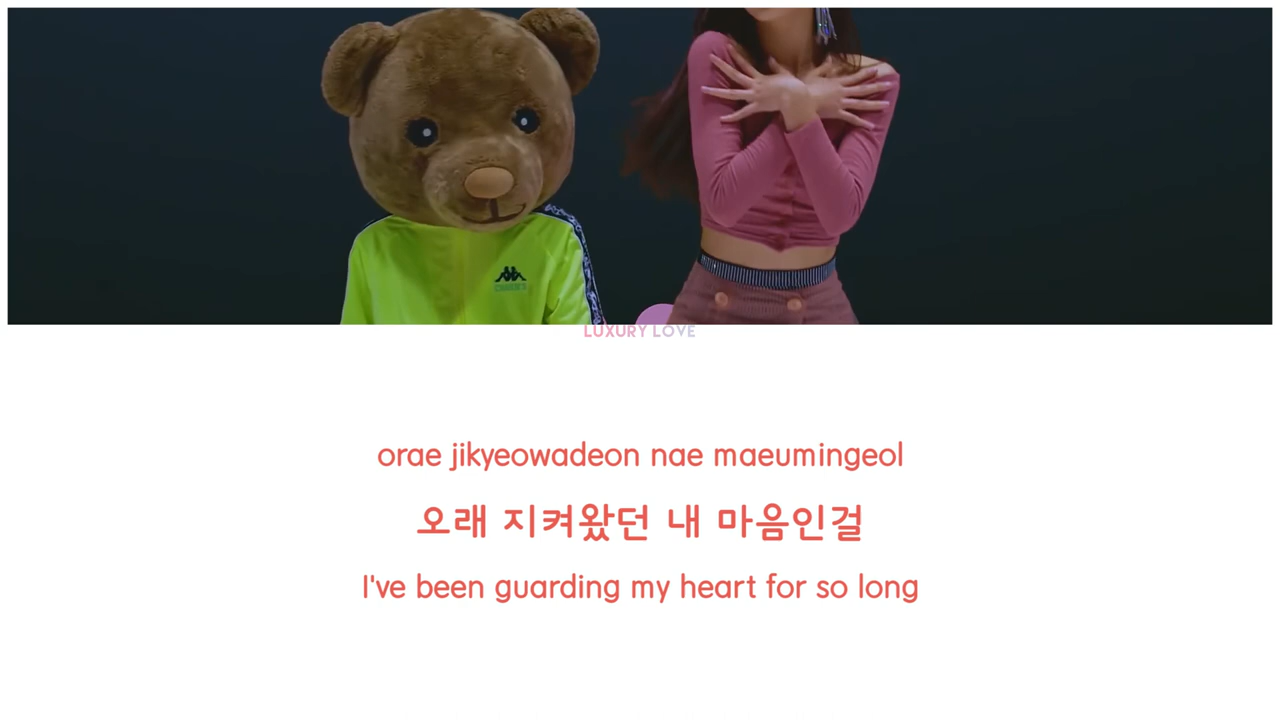 LUXURY LOVE
orae jikyeowadeon nae maeumingeol
오래 지켜왔던 내 마음인걸
I've been guarding my heart for so long